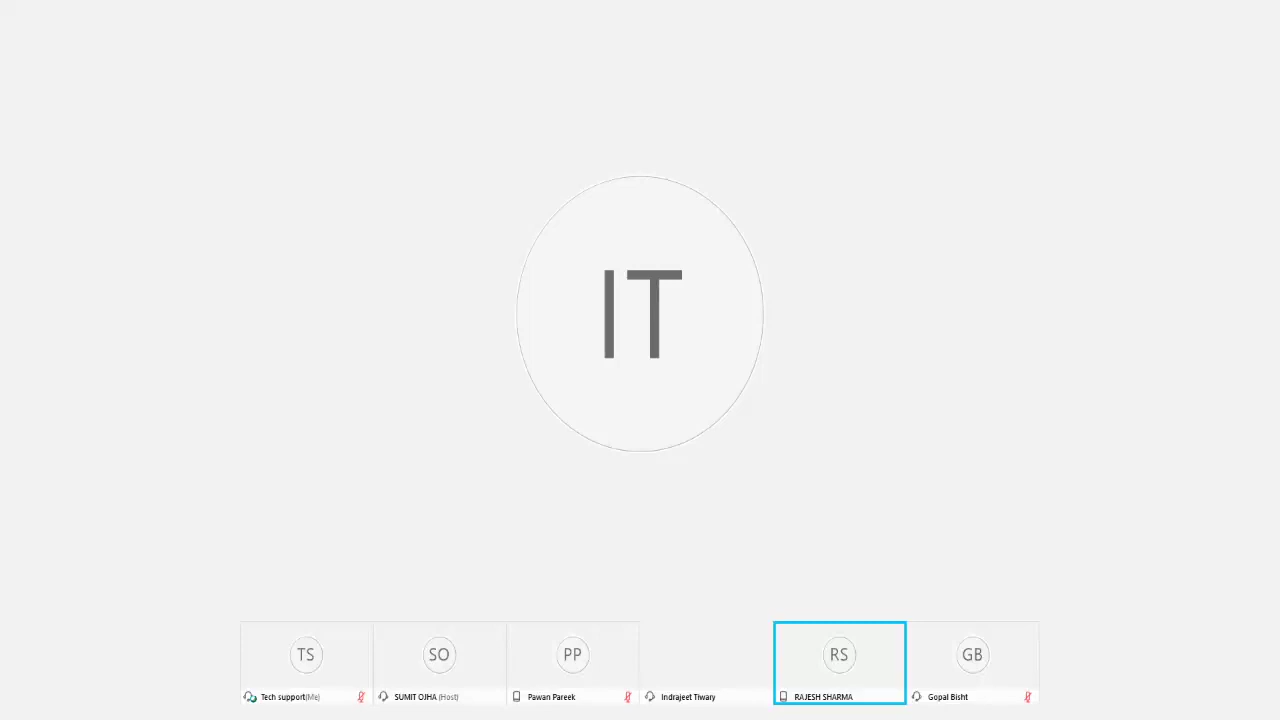 IT
TS
SO
PP
RS
GB
Tech support(Me)
SUMIT OJHA (Host)
Pawan Pareek
Indrajeet Tiwary
RAJESH SHARMA
Gopal Bisht